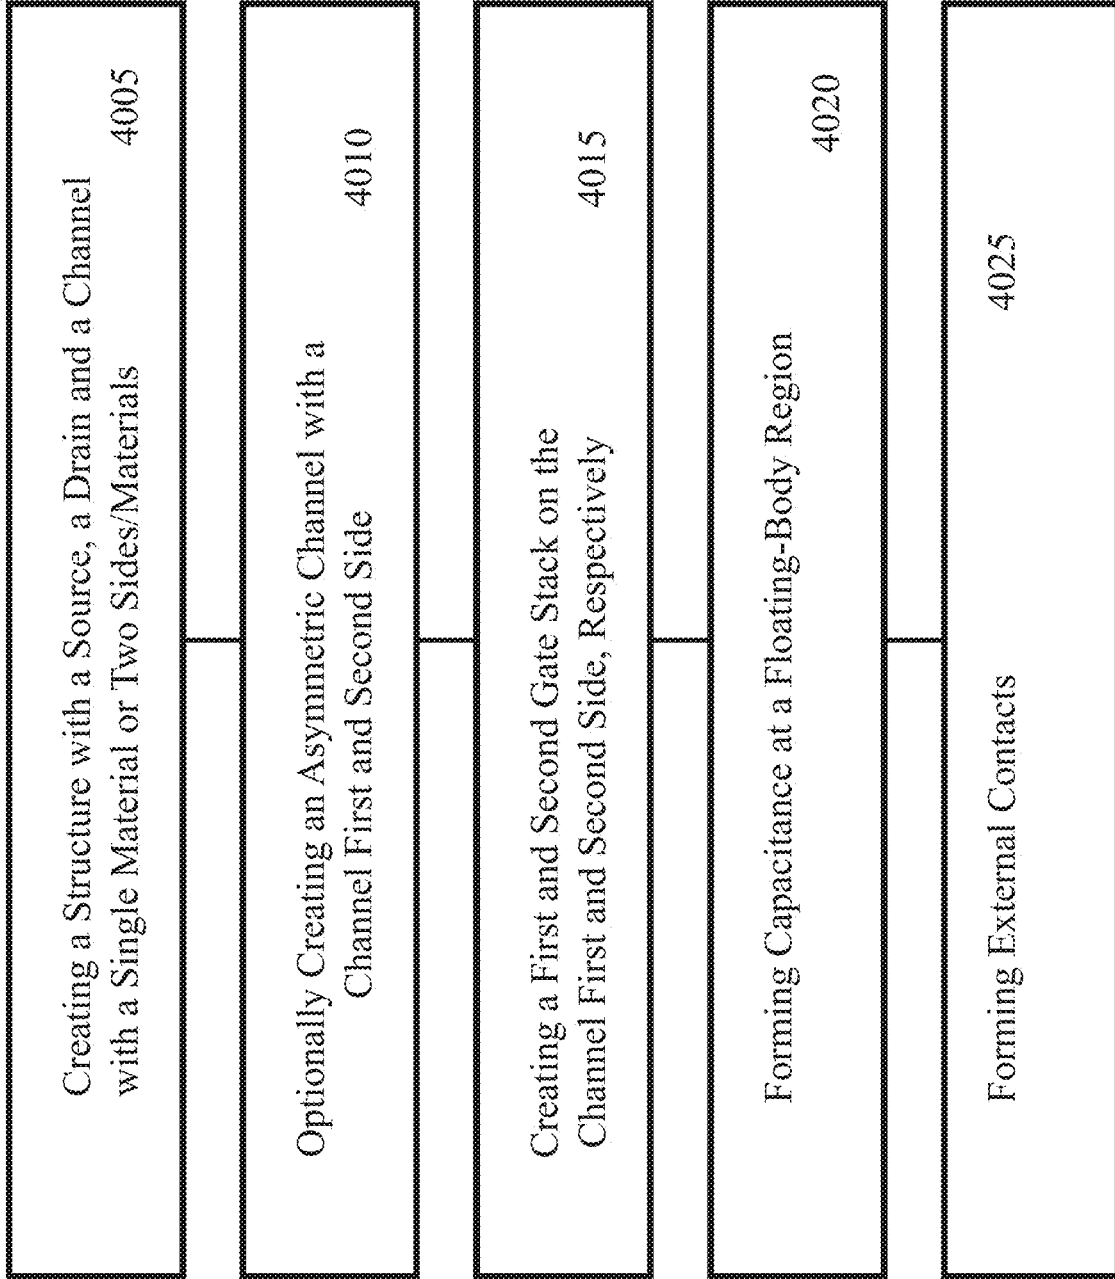 Creating a Structure with a Source, a Drain and a Channel
with a Single Material or Two Sides/Materials 4005
Optionally Creating an Asymmetric Channel with a
Channel First and Second Side 4010
Creating a First and Second Gate Stack on the
Channel First and Second Side, Respectively 4015
Forming Capacitance at a Floating-Body Region
4020
Forming External Contacts 4025